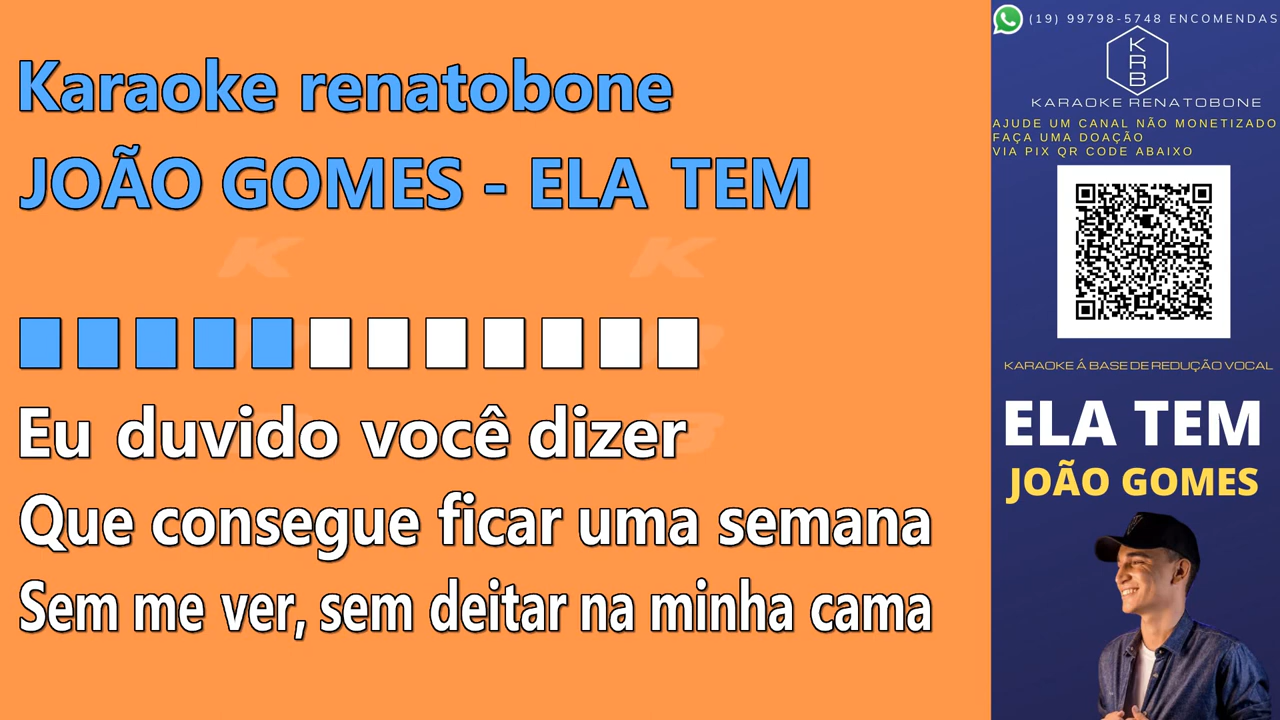 Karaoke renatobone
JOÃO GOMES - ELA TEM
Eu duvido você dizer
Que consegue ficar uma semana
Sem me ver, sem deitar na minha cama
(19) 99798-5748 ENCOMENDAS
K
R
B
KARAOKE RENATOBONE
AJUDE UM CANAL NÃO MONETIZADO
FAÇA UMA DOAÇÃO
VIA PIX QR CODE ABAIXO
KARAOKE Á BASE DE REDUÇÃO VOCAL
ELA TEM
JOÃO GOMES